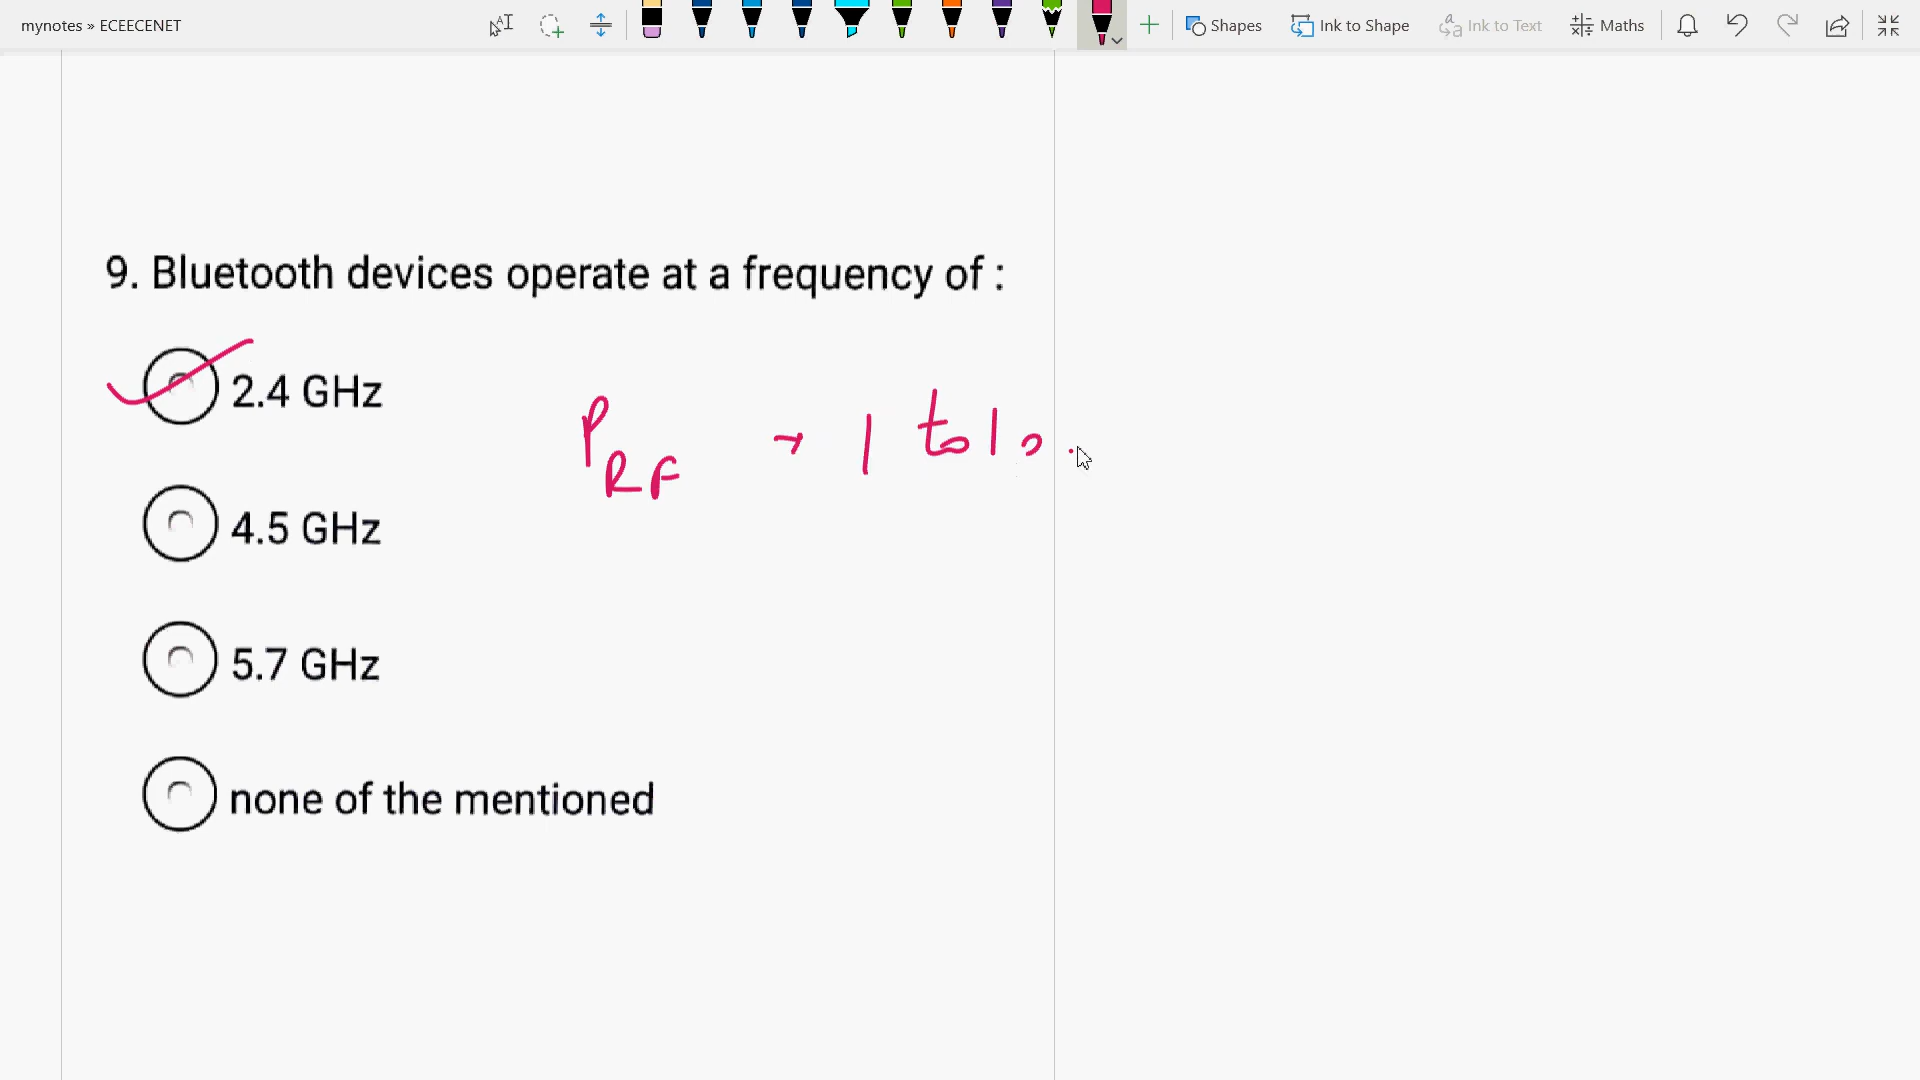 mynotes » ECEECENET
Shapes
Ink to Shape
Ink to Text
Maths
9. Bluetooth devices operate at a frequency of :
2.4 GHz
P RF → 1 to 10.
4.5 GHz
5.7 GHz
none of the mentioned